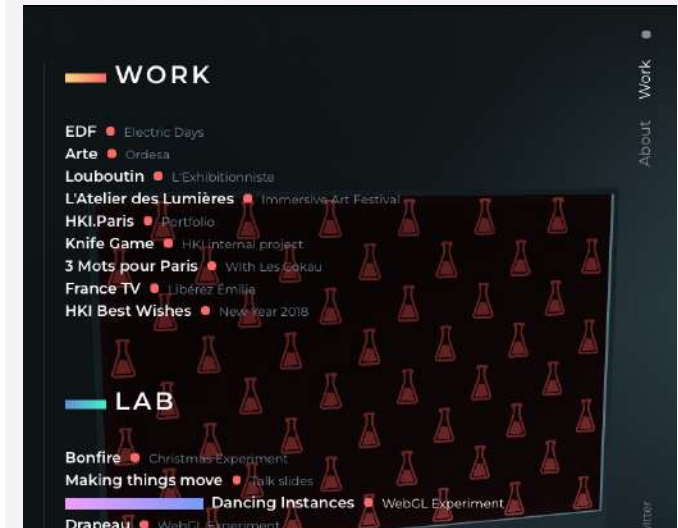 WORK
EDF Electric Days
Arte Ordesa
Louboutin L'Exhibitionniste
L'Atelier des Lumières Immersive Art Festival
HKI.Paris Portfolio
Knife Game HKI internal project
3 Mots pour Paris With Les Gokau
France TV Libérez Émilie
HKI Best Wishes New Year 2018
LAB
Bonfire Christmas Experiment
Making things move Talk slides
Dancing Instances WebGL Experiment
Drapeau WebGL Experiment
Work
About